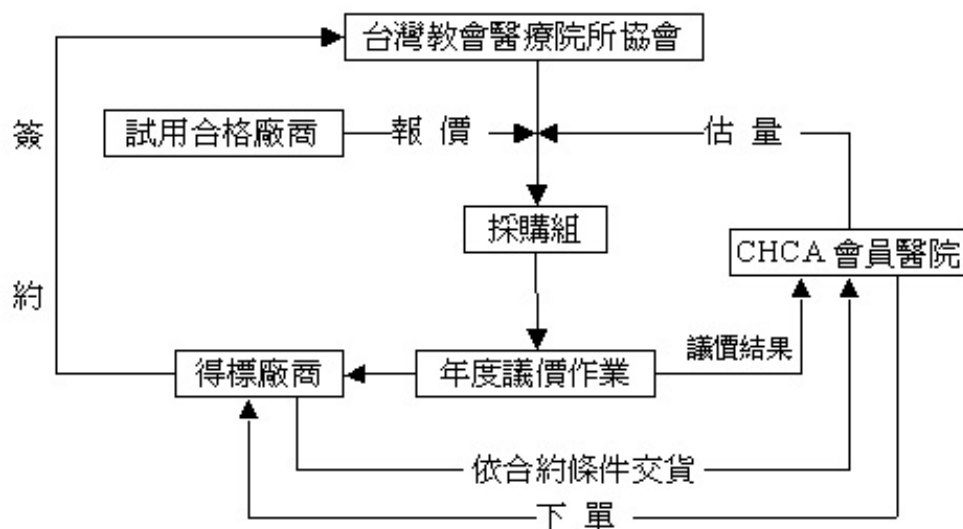 台灣教會醫療院所協會
簽
試用合格廠商
報 價
估 量
採購組
CHCA 會員醫院
約
議價結果
得標廠商
年度議價作業
依合約條件交貨
下 單